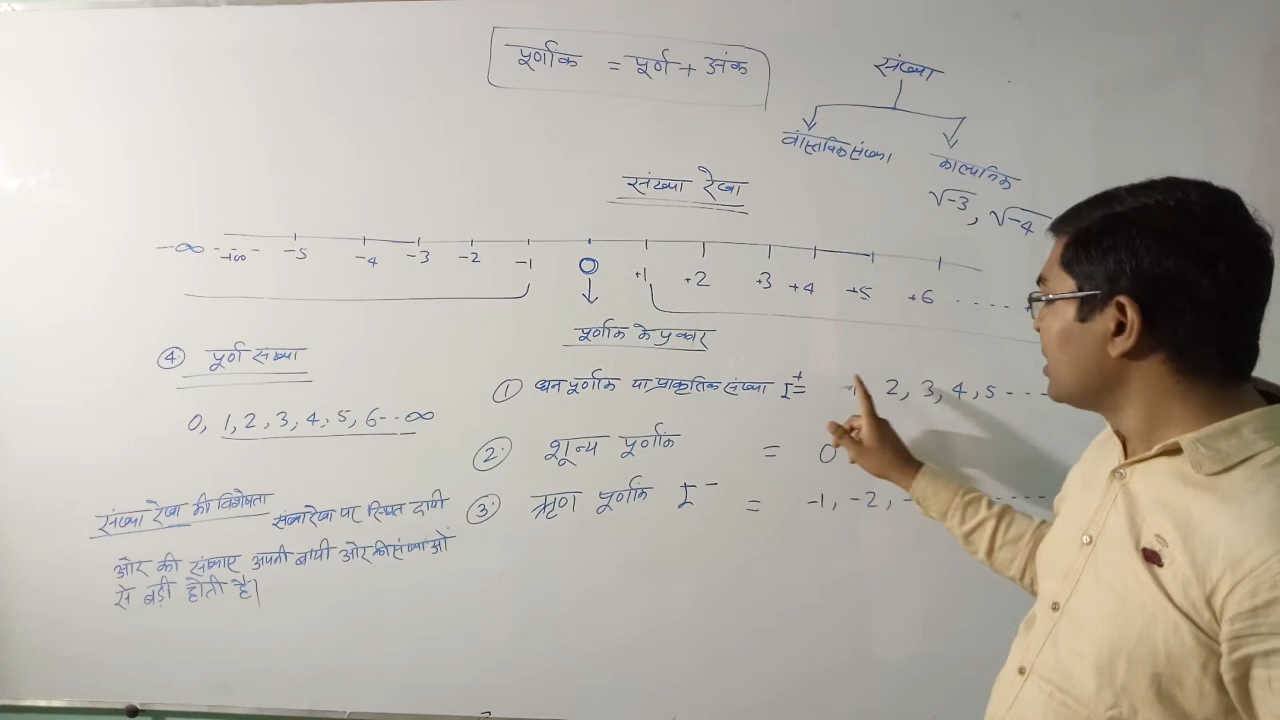 पूर्णांक = पूर्ण + अंक
संख्या
वास्तविक संख्या
काल्पनिक
√-3, √-4
संख्या रेखा
-∞ -5 -4 -3 -2 -1 0 +1 +2 +3 +4 +5 +6 .....
पूर्णांक के प्रकार
④ पूर्ण संख्या
0, 1, 2, 3, 4, 5, 6--∞
① धन पूर्णांक या प्राकृतिक संख्या I⁺ = 1, 2, 3, 4, 5 ---
② शून्य पूर्णांक = 0
③ ऋण पूर्णांक I⁻ = -1, -2, -
संख्या रेखा की विशेषता संख्या रेखा पर स्थित दायी
ओर की संख्याए अपनी बायी ओर की संख्याओं
से बड़ी होती है।